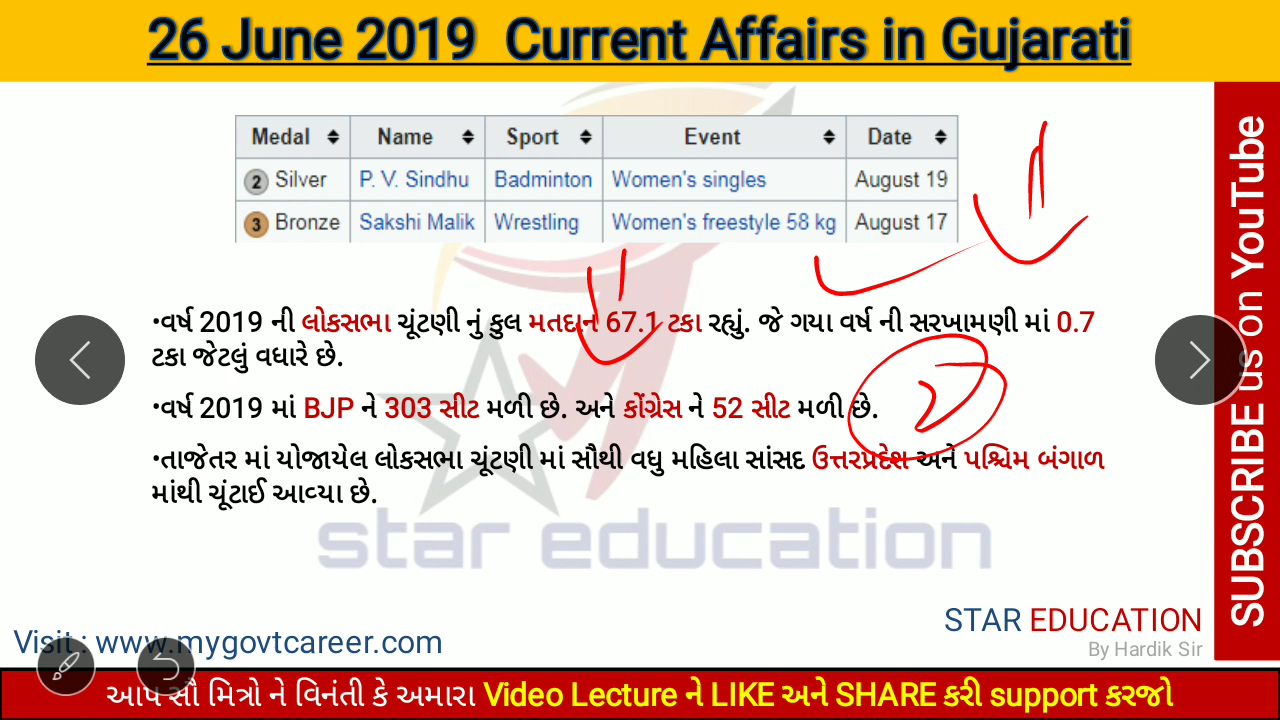 26 June 2019 Current Affairs in Gujarati
Medal Name Sport Event Date
2 Silver P. V. Sindhu Badminton Women's singles August 19
3 Bronze Sakshi Malik Wrestling Women's freestyle 58 kg August 17
•વર્ષ 2019 ની લોકસભા ચૂંટણી નું કુલ મતદાન 67.1 ટકા રહ્યું. જે ગયા વર્ષ ની સરખામણી માં 0.7
ટકા જેટલું વધારે છે.
•વર્ષ 2019 માં BJP ને 303 સીટ મળી છે. અને કોંગ્રેસ ને 52 સીટ મળી છે.
•તાજેતર માં યોજાયેલ લોકસભા ચૂંટણી માં સૌથી વધુ મહિલા સાંસદ ઉત્તરપ્રદેશ અને પશ્ચિમ બંગાળ
માંથી ચૂંટાઈ આવ્યા છે.
star education
STAR EDUCATION
By Hardik Sir
Visit : www.mygovtcareer.com
આપ સૌ મિત્રો ને વિનંતી કે અમારા Video Lecture ને LIKE અને SHARE કરી support કરજો
SUBSCRIBE us on YouTube